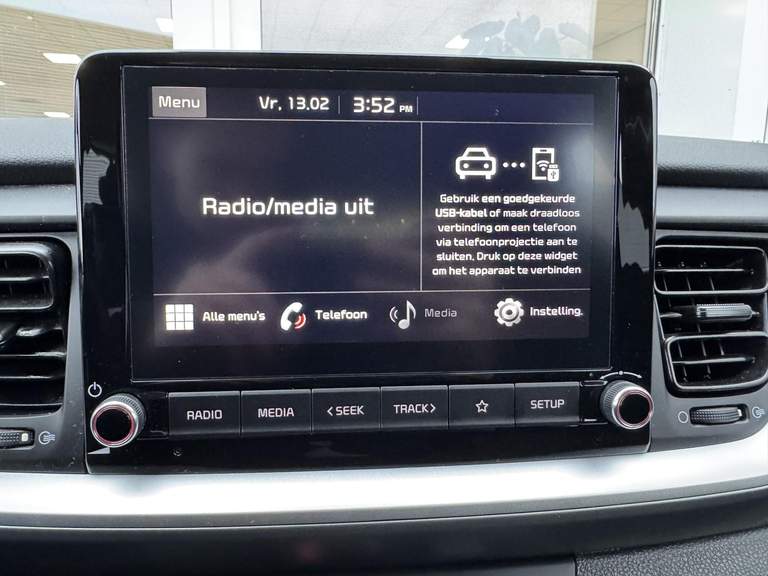 Menu
Vr, 13.02
3:52 PM
Radio/media uit
Gebruik een goedgekeurde
USB-kabel of maak draadloos
verbinding om een telefoon
via telefoonprojectie aan te
sluiten. Druk op deze widget
om het apparaat te verbinden
Alle menu's
Telefoon
Media
Instelling.
RADIO
MEDIA
<SEEK
TRACK>
SETUP